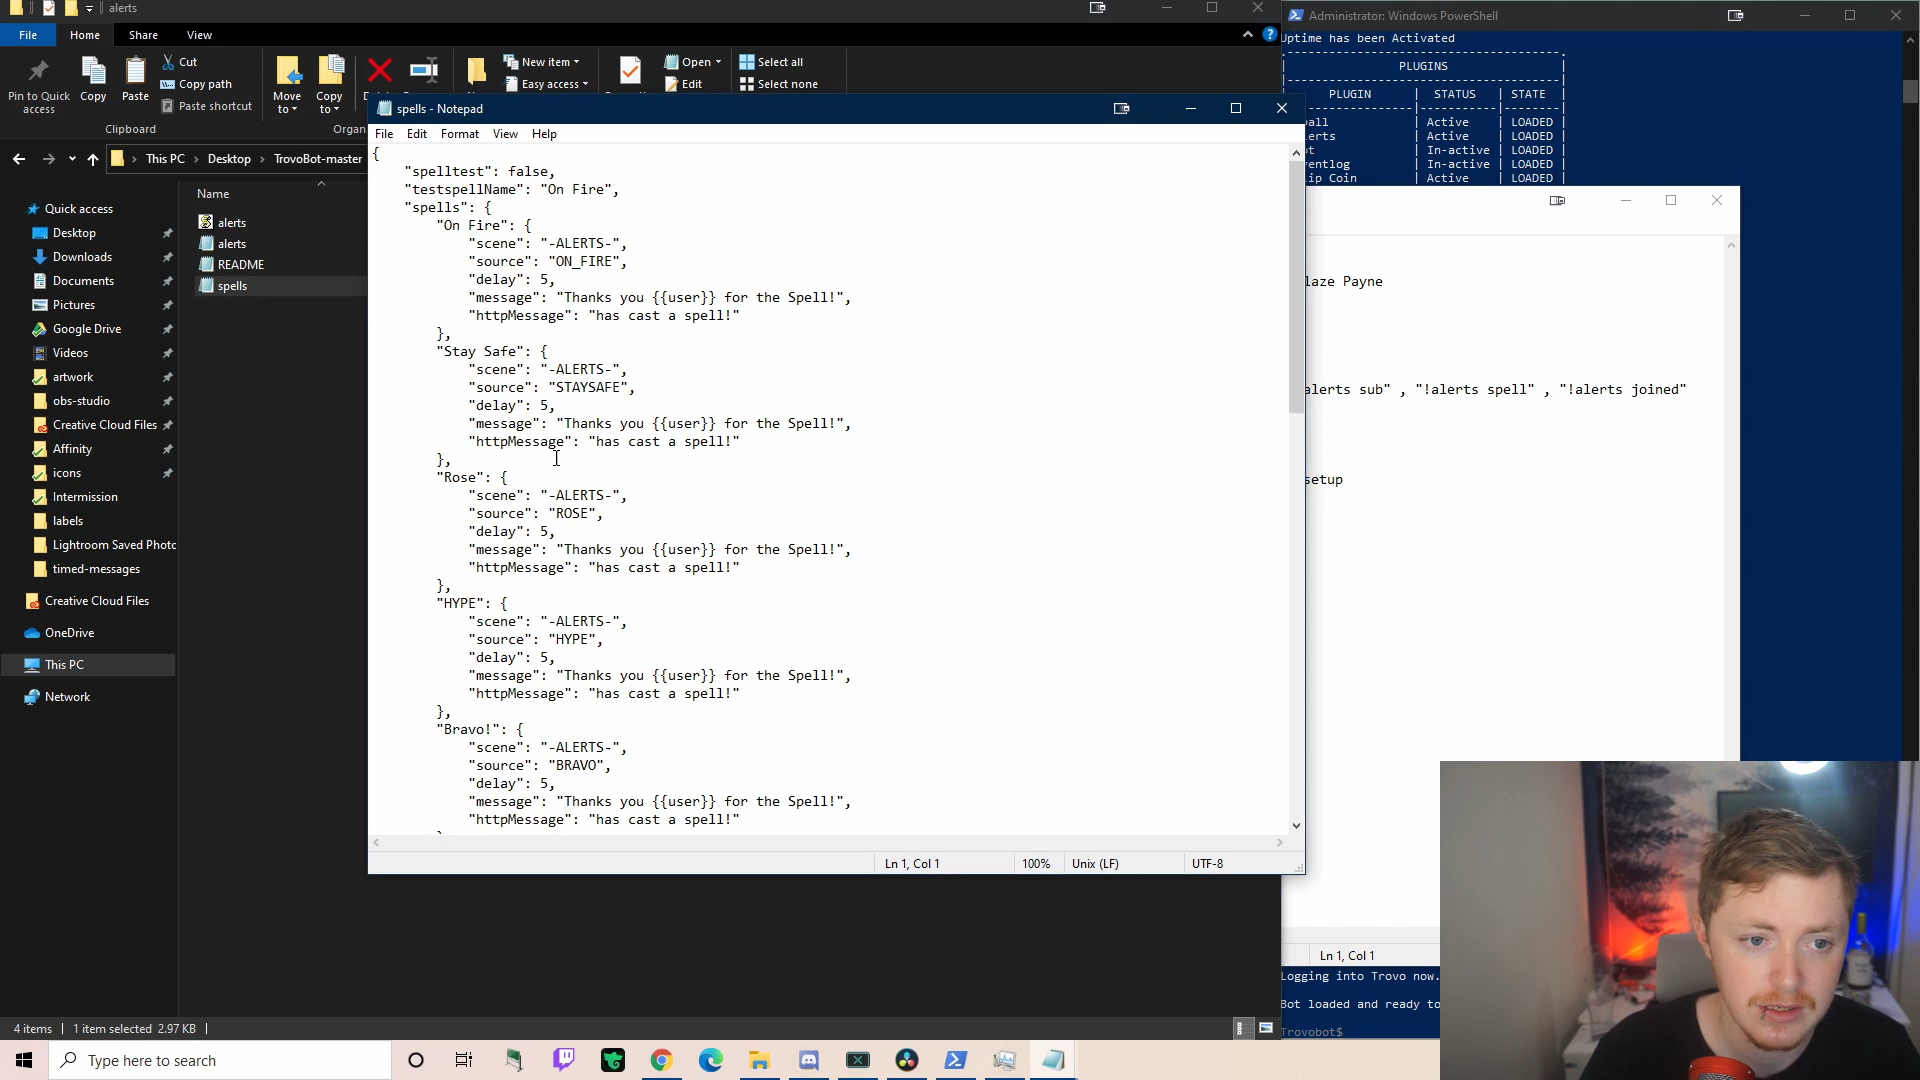 alerts
File
Home
Share
View
Pin to Quick access
Copy
Paste
Cut
Copy path
Paste shortcut
Clipboard
Move to
Copy to
Organ
New item
Easy access
Open
Edit
Select all
Select none
This PC
Desktop
TrovoBot-master
Name
Quick access
Desktop
Downloads
Documents
Pictures
Google Drive
Videos
artwork
obs-studio
Creative Cloud Files
Affinity
icons
Intermission
labels
Lightroom Saved Photo
timed-messages
Creative Cloud Files
OneDrive
This PC
Network
alerts
alerts
README
spells
4 items | 1 item selected 2.97 KB |
spells - Notepad
File Edit Format View Help
{
"spelltest": false,
"testspellName": "On Fire",
"spells": {
"On Fire": {
"scene": "-ALERTS-",
"source": "ON_FIRE",
"delay": 5,
"message": "Thanks you {{user}} for the Spell!",
"httpMessage": "has cast a spell!"
},
"Stay Safe": {
"scene": "-ALERTS-",
"source": "STAYSAFE",
"delay": 5,
"message": "Thanks you {{user}} for the Spell!",
"httpMessage": "has cast a spell!"
},
"Rose": {
"scene": "-ALERTS-",
"source": "ROSE",
"delay": 5,
"message": "Thanks you {{user}} for the Spell!",
"httpMessage": "has cast a spell!"
},
"HYPE": {
"scene": "-ALERTS-",
"source": "HYPE",
"delay": 5,
"message": "Thanks you {{user}} for the Spell!",
"httpMessage": "has cast a spell!"
},
"Bravo!": {
"scene": "-ALERTS-",
"source": "BRAVO",
"delay": 5,
"message": "Thanks you {{user}} for the Spell!",
"httpMessage": "has cast a spell!"
Ln 1, Col 1
100%
Unix (LF)
UTF-8
Administrator: Windows PowerShell
Uptime has been Activated
PLUGINS
PLUGIN | STATUS | STATE
all | Active | LOADED
lerts | Active | LOADED
ot | In-active | LOADED
ventlog | In-active | LOADED
lip Coin | Active | LOADED
laze Payne
alerts sub" , "!alerts spell" , "!alerts joined"
setup
Ln 1, Col 1
Logging into Trovo now.
Bot loaded and ready to
Trovobot$
Type here to search